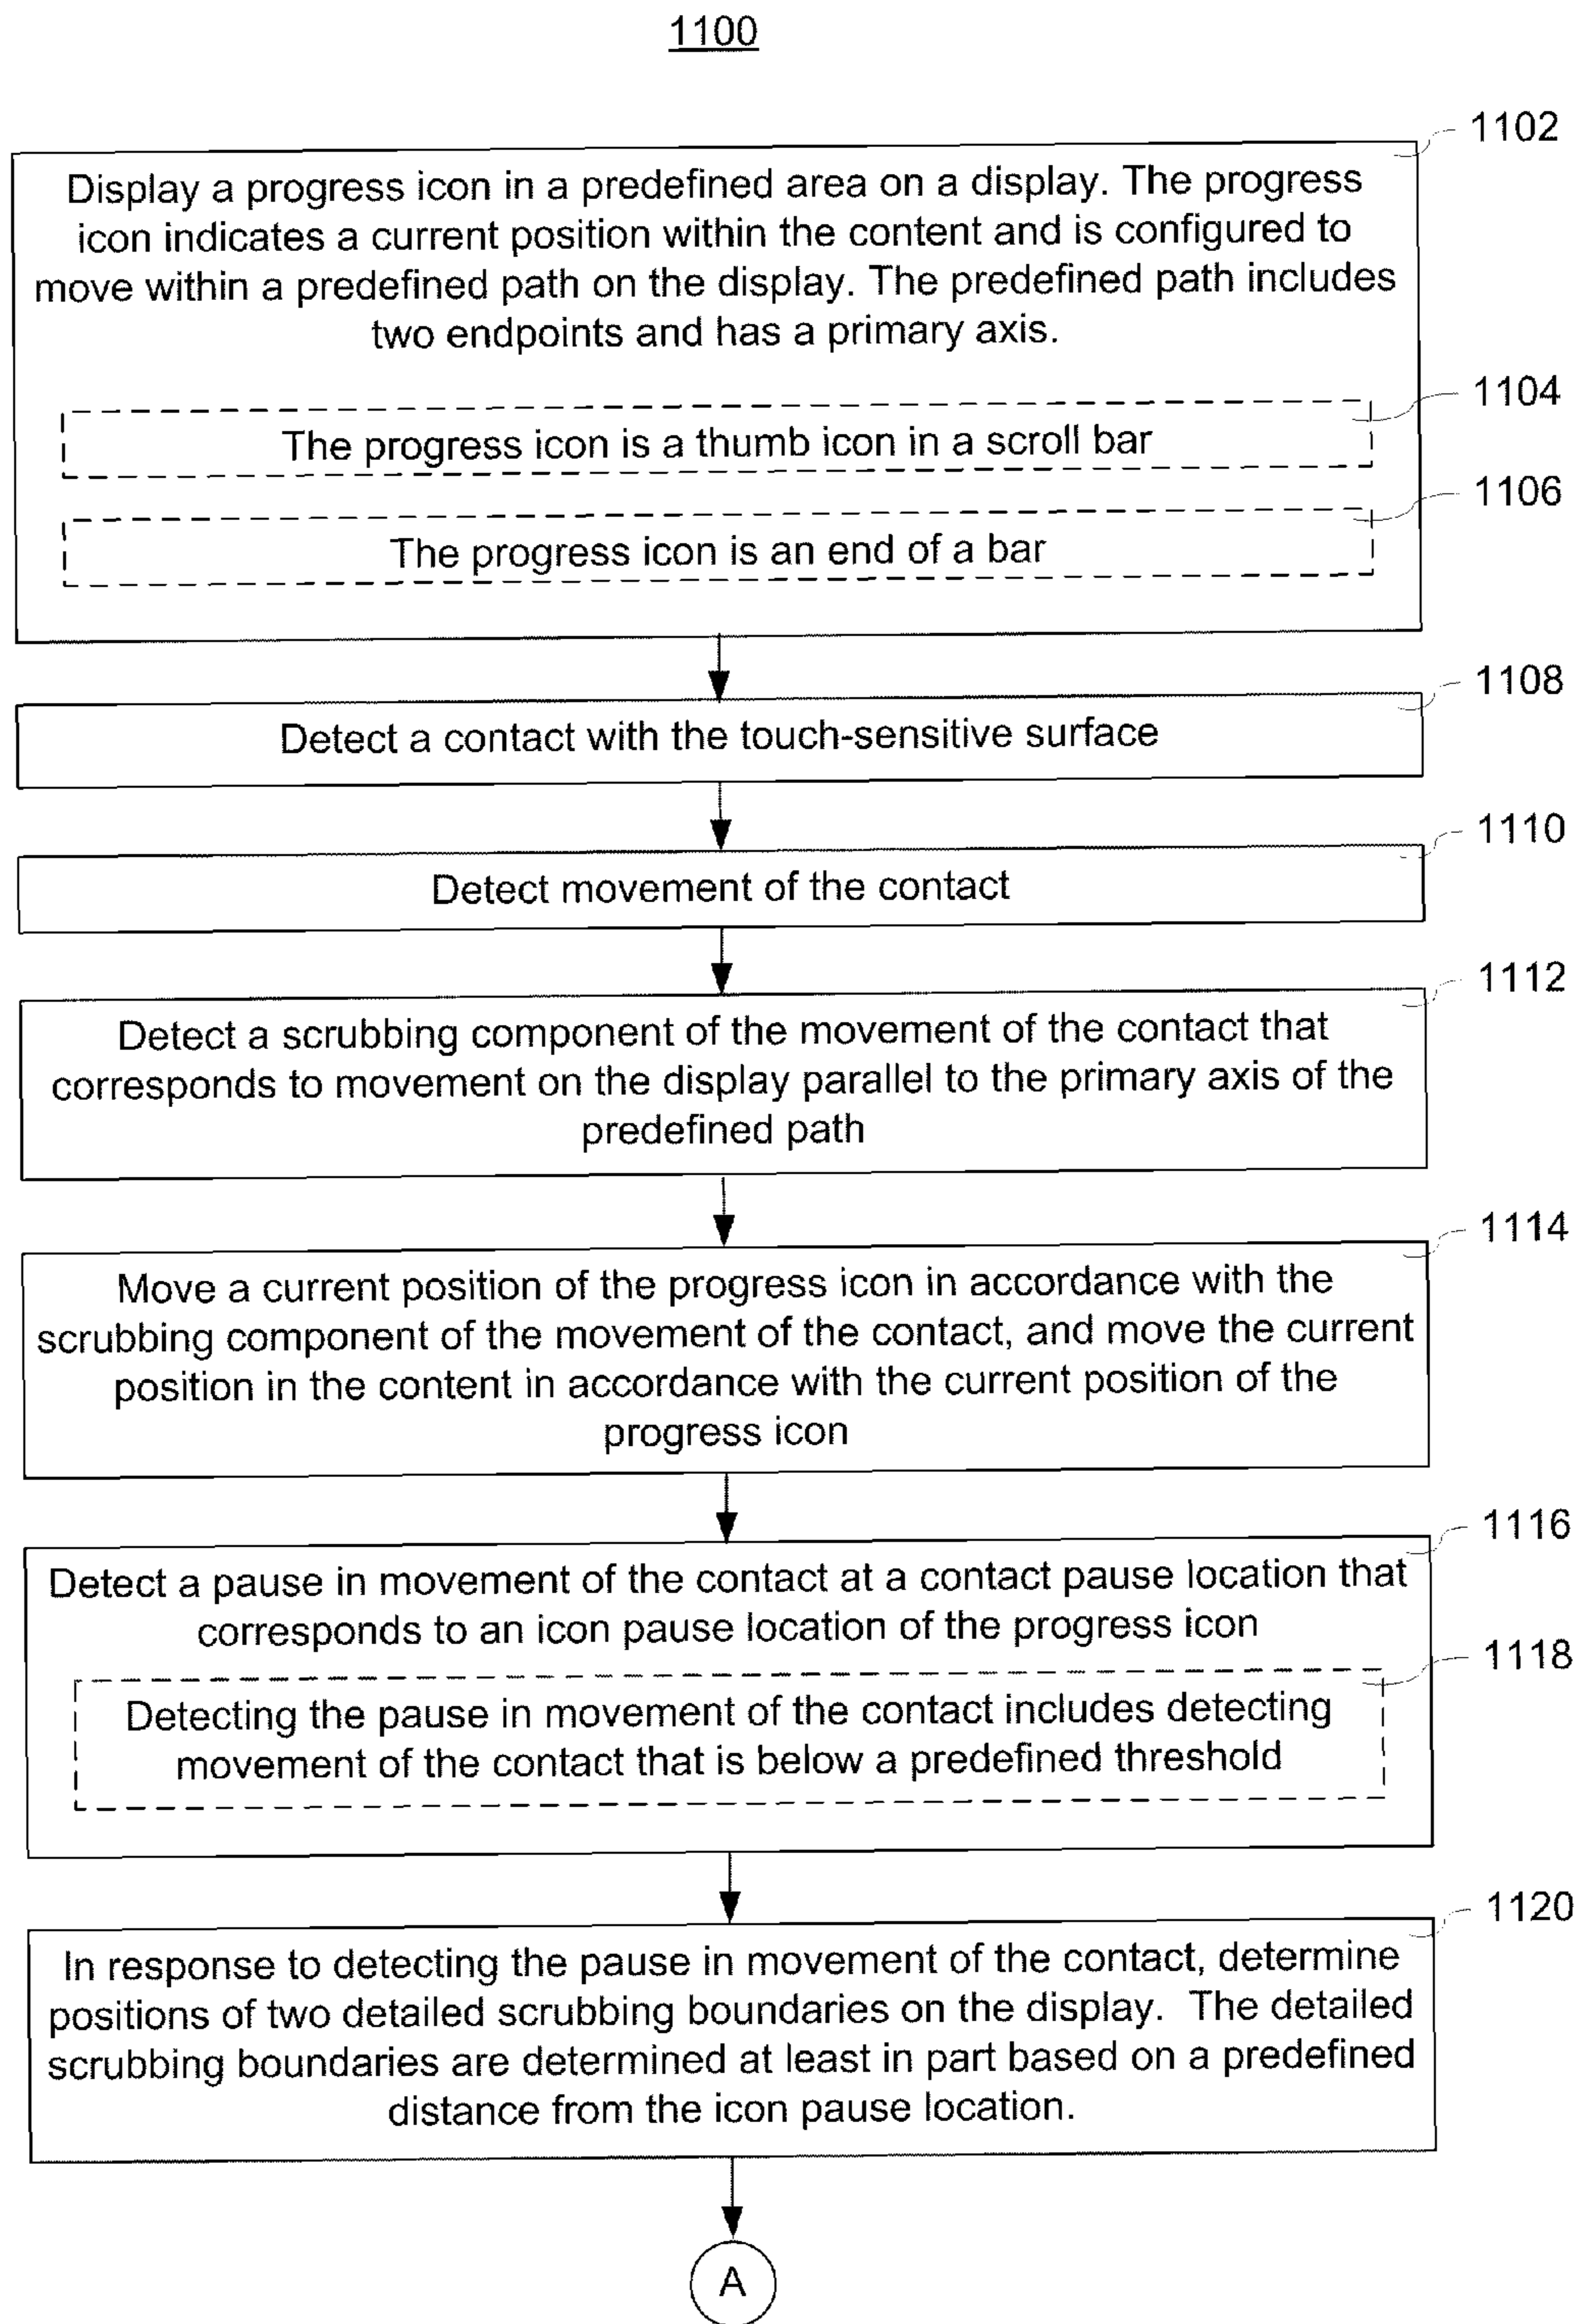 1100
1102
Display a progress icon in a predefined area on a display. The progress
icon indicates a current position within the content and is configured to
move within a predefined path on the display. The predefined path includes
two endpoints and has a primary axis.
1104
The progress icon is a thumb icon in a scroll bar
1106
The progress icon is an end of a bar
1108
Detect a contact with the touch-sensitive surface
1110
Detect movement of the contact
1112
Detect a scrubbing component of the movement of the contact that
corresponds to movement on the display parallel to the primary axis of the
predefined path
1114
Move a current position of the progress icon in accordance with the
scrubbing component of the movement of the contact, and move the current
position in the content in accordance with the current position of the
progress icon
1116
Detect a pause in movement of the contact at a contact pause location that
corresponds to an icon pause location of the progress icon
1118
Detecting the pause in movement of the contact includes detecting
movement of the contact that is below a predefined threshold
1120
In response to detecting the pause in movement of the contact, determine
positions of two detailed scrubbing boundaries on the display. The detailed
scrubbing boundaries are determined at least in part based on a predefined
distance from the icon pause location.
A